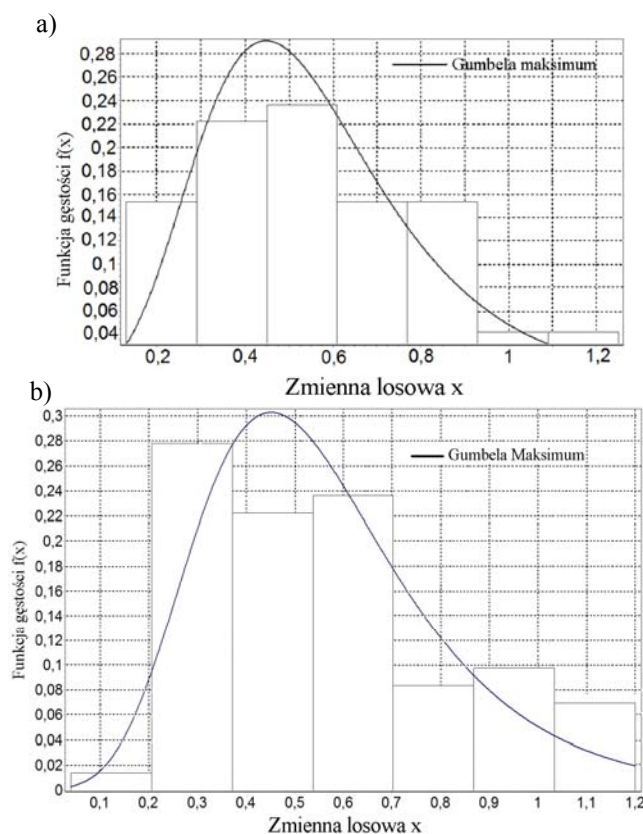 a)
Funkcja gęstości f(x)
0,28
0,26
0,24
0,22
0,2
0,18
0,16
0,14
0,12
0,1
0,08
0,06
0,04
Gumbela maksimum
0,2 0,4 0,6 0,8 1 1,2
Zmienna losowa x
b)
Funkcja gęstości f(x)
0,3
0,28
0,26
0,24
0,22
0,2
0,18
0,16
0,14
0,12
0,1
0,08
0,06
0,04
0,02
0
Gumbela Maksimum
0,1 0,2 0,3 0,4 0,5 0,6 0,7 0,8 0,9 1 1,1 1,2
Zmienna losowa x